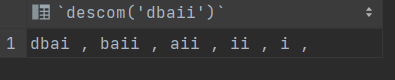 `descom('dbaii')`
1 dbai , baii , aii , ii , i ,